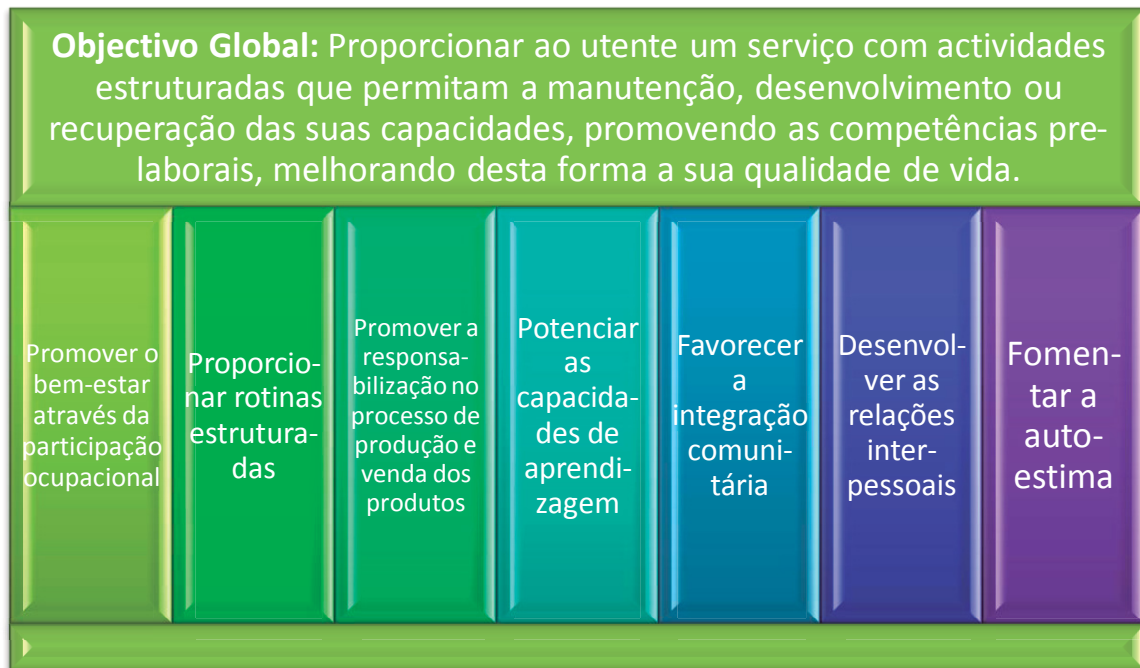 Objectivo Global: Proporcionar ao utente um serviço com actividades
estruturadas que permitam a manutenção, desenvolvimento ou
recuperação das suas capacidades, promovendo as competências pre-
laborais, melhorando desta forma a sua qualidade de vida.
Promover o
bem-estar
através da
participação
ocupacional
Proporcio-
nar rotinas
estrutura-
das
Promover a
responsa-
bilização no
processo de
produção e
venda dos
produtos
Potenciar
as
capacida-
des de
aprendi-
zagem
Favorecer
a
integração
comuni-
tária
Desenvol-
ver as
relações
inter-
pessoais
Fomen-
tar a
auto-
estima